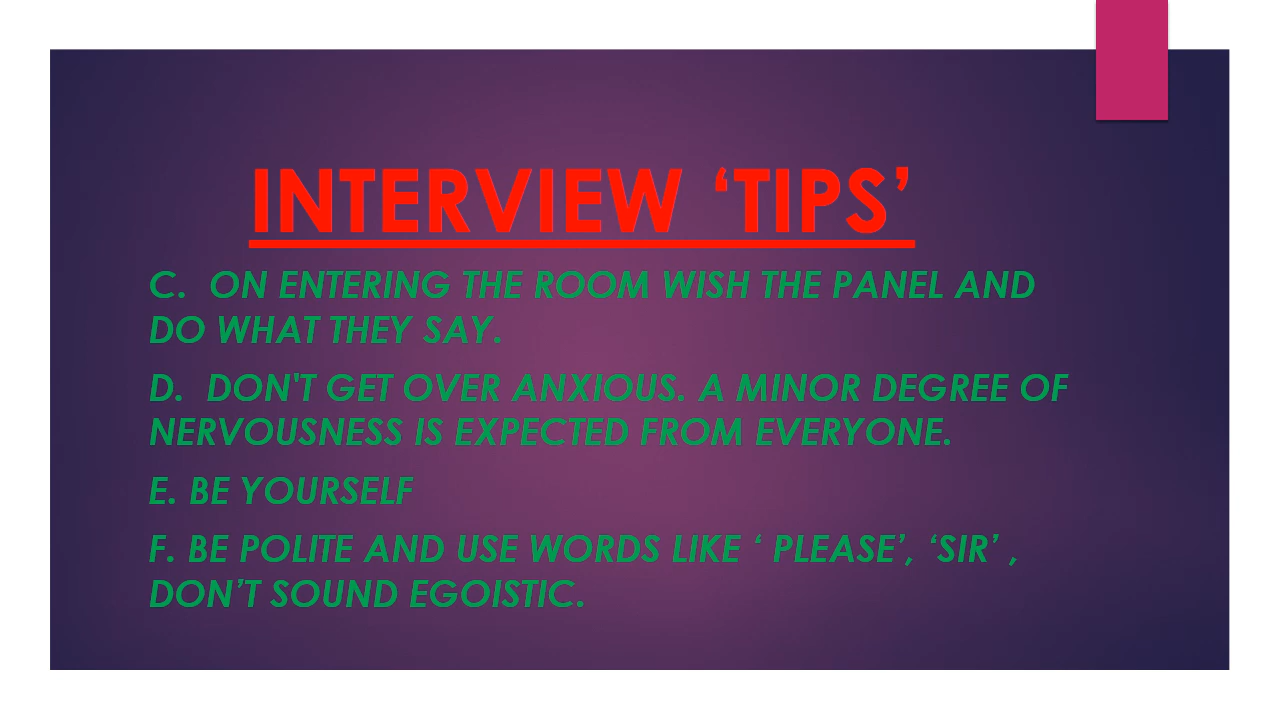 INTERVIEW ‘TIPS’
C.  ON ENTERING THE ROOM WISH THE PANEL AND
DO WHAT THEY SAY.
D.  DON'T GET OVER ANXIOUS. A MINOR DEGREE OF
NERVOUSNESS IS EXPECTED FROM EVERYONE.
E. BE YOURSELF
F. BE POLITE AND USE WORDS LIKE ‘ PLEASE’, ‘SIR’ ,
DON’T SOUND EGOISTIC.